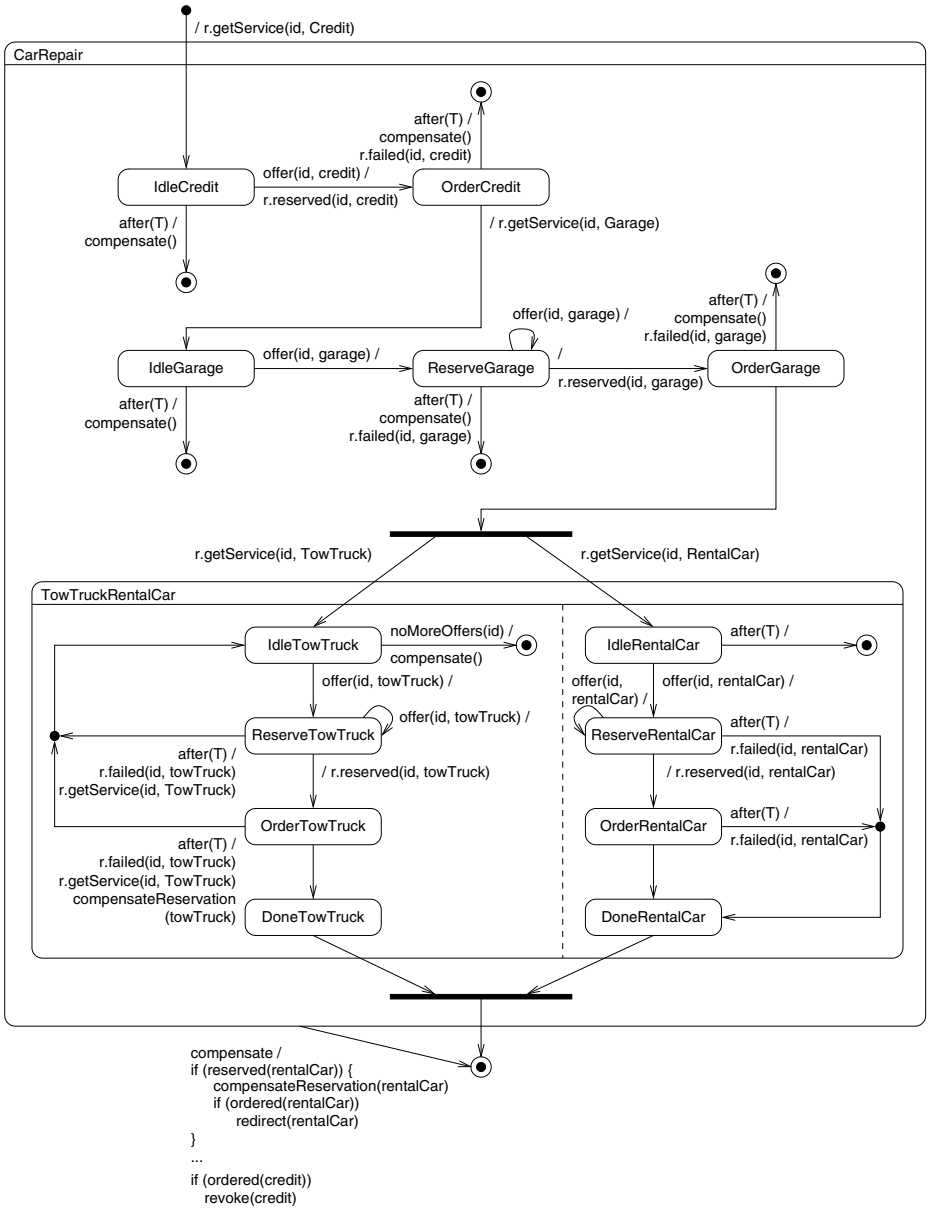 / r.getService(id, Credit)
CarRepair
after(T) /
compensate()
r.failed(id, credit)
IdleCredit
offer(id, credit) /
r.reserved(id, credit)
OrderCredit
after(T) /
compensate()
/ r.getService(id, Garage)
after(T) /
compensate()
r.failed(id, garage)
offer(id, garage) /
IdleGarage
offer(id, garage) /
ReserveGarage
/
r.reserved(id, garage)
OrderGarage
after(T) /
compensate()
after(T) /
compensate()
r.failed(id, garage)
r.getService(id, TowTruck)
r.getService(id, RentalCar)
TowTruckRentalCar
IdleTowTruck
noMoreOffers(id) /
compensate()
offer(id, towTruck) /
ReserveTowTruck
offer(id, towTruck) /
after(T) /
r.failed(id, towTruck)
r.getService(id, TowTruck)
/ r.reserved(id, towTruck)
OrderTowTruck
after(T) /
r.failed(id, towTruck)
r.getService(id, TowTruck)
compensateReservation
(towTruck)
DoneTowTruck
IdleRentalCar
after(T) /
offer(id,
rentalCar) /
offer(id, rentalCar) /
ReserveRentalCar
after(T) /
r.failed(id, rentalCar)
/ r.reserved(id, rentalCar)
OrderRentalCar
after(T) /
r.failed(id, rentalCar)
DoneRentalCar
compensate /
if (reserved(rentalCar)) {
compensateReservation(rentalCar)
if (ordered(rentalCar))
redirect(rentalCar)
}
...
if (ordered(credit))
revoke(credit)